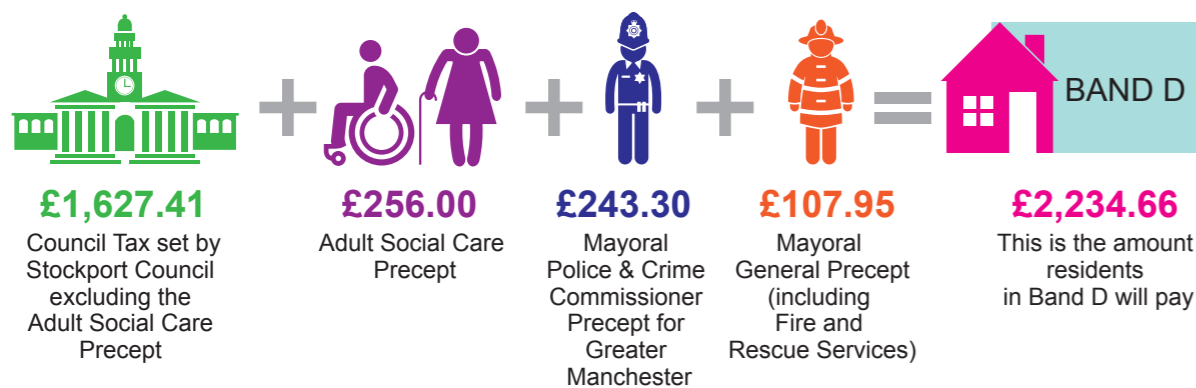 BAND D
£1,627.41
Council Tax set by
Stockport Council
excluding the
Adult Social Care
Precept
£256.00
Adult Social Care
Precept
£243.30
Mayoral
Police & Crime
Commissioner
Precept for
Greater
Manchester
£107.95
Mayoral
General Precept
(including
Fire and
Rescue Services)
£2,234.66
This is the amount
residents
in Band D will pay